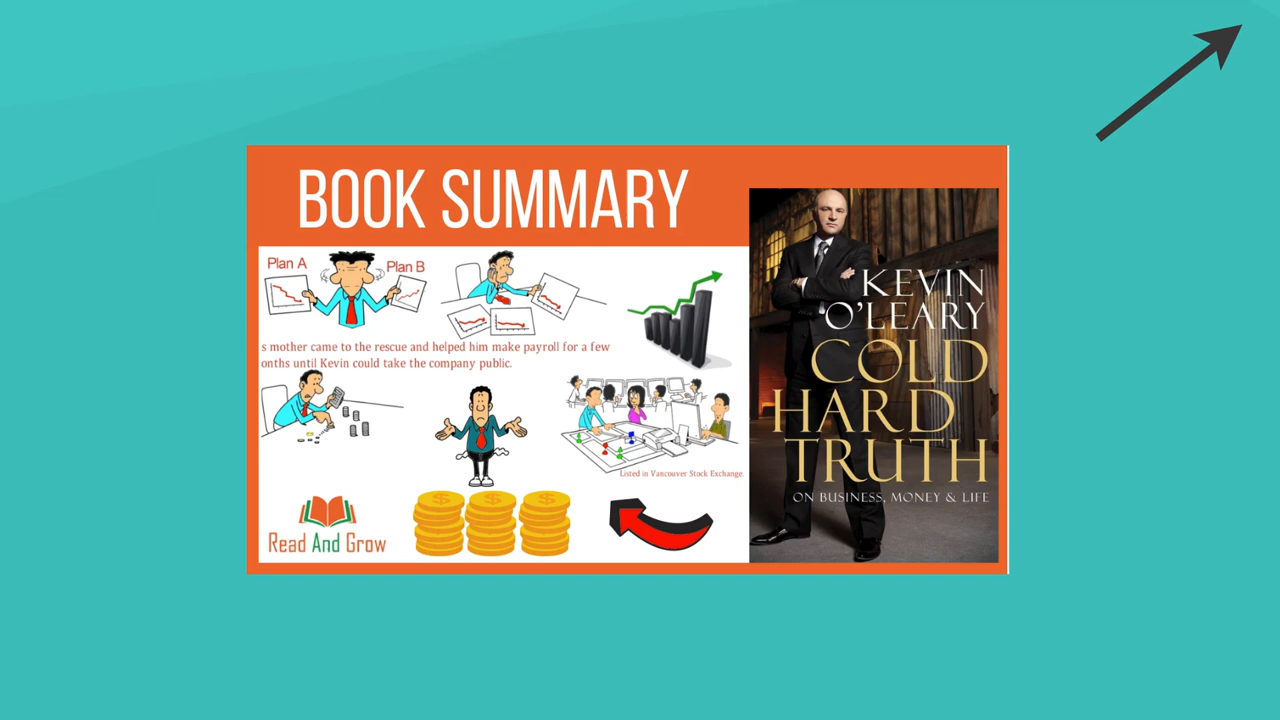 BOOK SUMMARY
Plan A
Plan B
s mother came to the rescue and helped him make payroll for a few
onths until Kevin could take the company public.
Listed in Vancouver Stock Exchange.
Read And Grow
KEVIN
O'LEARY
COLD
HARD
TRUTH
ON BUSINESS, MONEY & LIFE